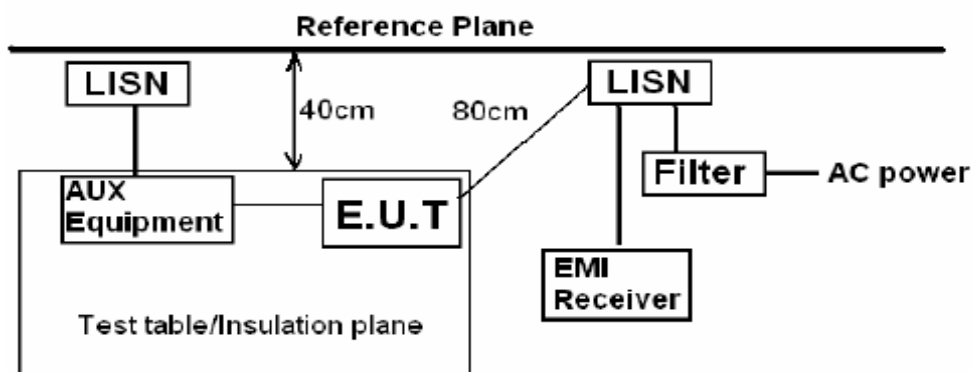 Reference Plane
LISN
40cm
80cm
LISN
AUX
Equipment
E.U.T
Filter
AC power
EMI
Receiver
Test table/Insulation plane